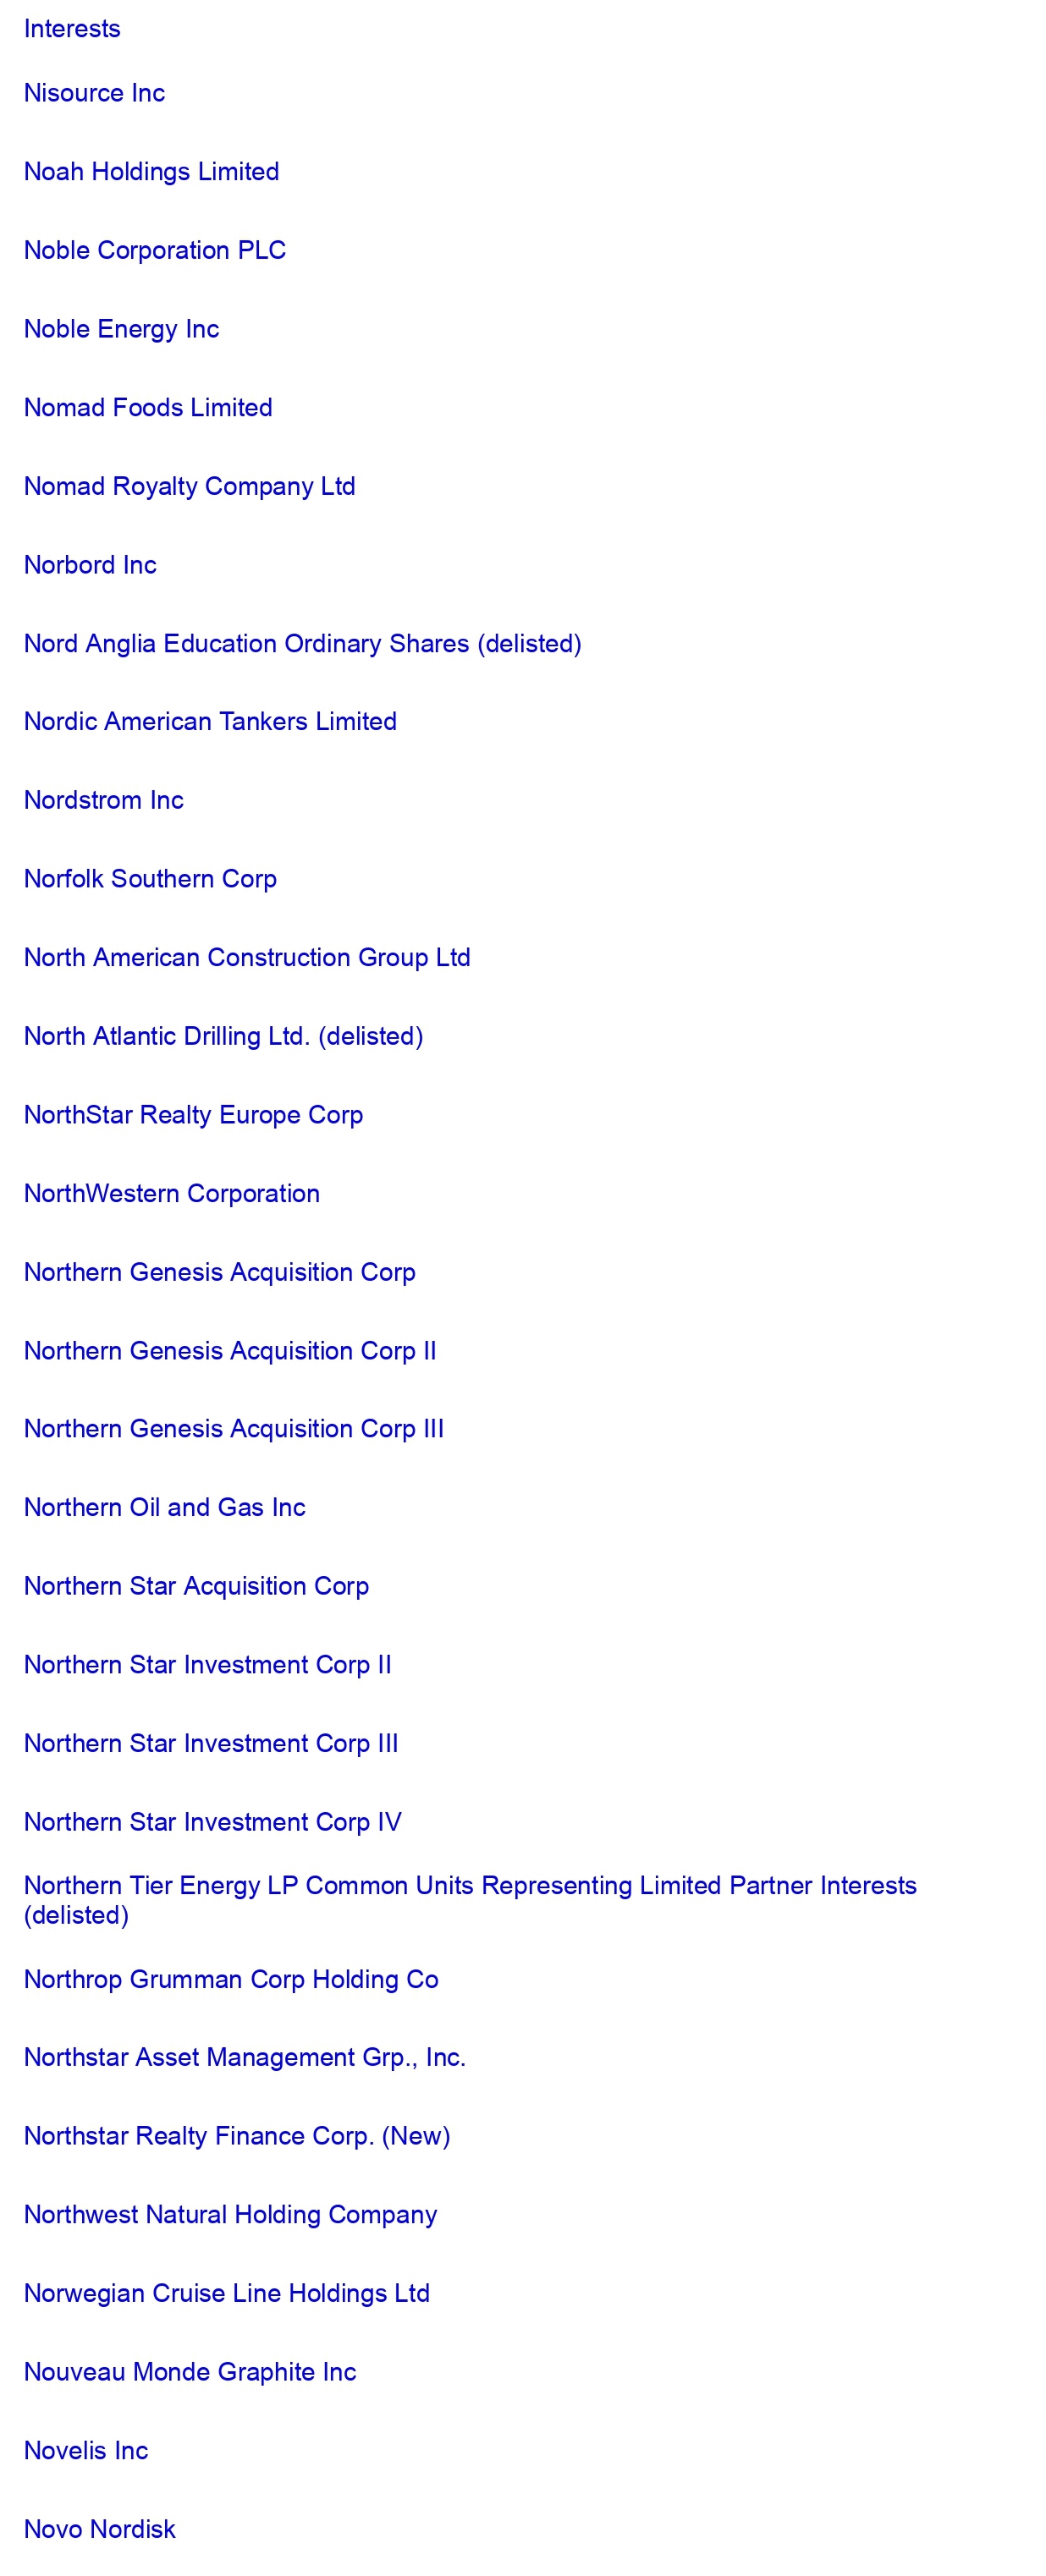 Interests
Nisource Inc
Noah Holdings Limited
Noble Corporation PLC
Noble Energy Inc
Nomad Foods Limited
Nomad Royalty Company Ltd
Norbord Inc
Nord Anglia Education Ordinary Shares (delisted)
Nordic American Tankers Limited
Nordstrom Inc
Norfolk Southern Corp
North American Construction Group Ltd
North Atlantic Drilling Ltd. (delisted)
NorthStar Realty Europe Corp
NorthWestern Corporation
Northern Genesis Acquisition Corp
Northern Genesis Acquisition Corp II
Northern Genesis Acquisition Corp III
Northern Oil and Gas Inc
Northern Star Acquisition Corp
Northern Star Investment Corp II
Northern Star Investment Corp III
Northern Star Investment Corp IV
Northern Tier Energy LP Common Units Representing Limited Partner Interests
(delisted)
Northrop Grumman Corp Holding Co
Northstar Asset Management Grp., Inc.
Northstar Realty Finance Corp. (New)
Northwest Natural Holding Company
Norwegian Cruise Line Holdings Ltd
Nouveau Monde Graphite Inc
Novelis Inc
Novo Nordisk